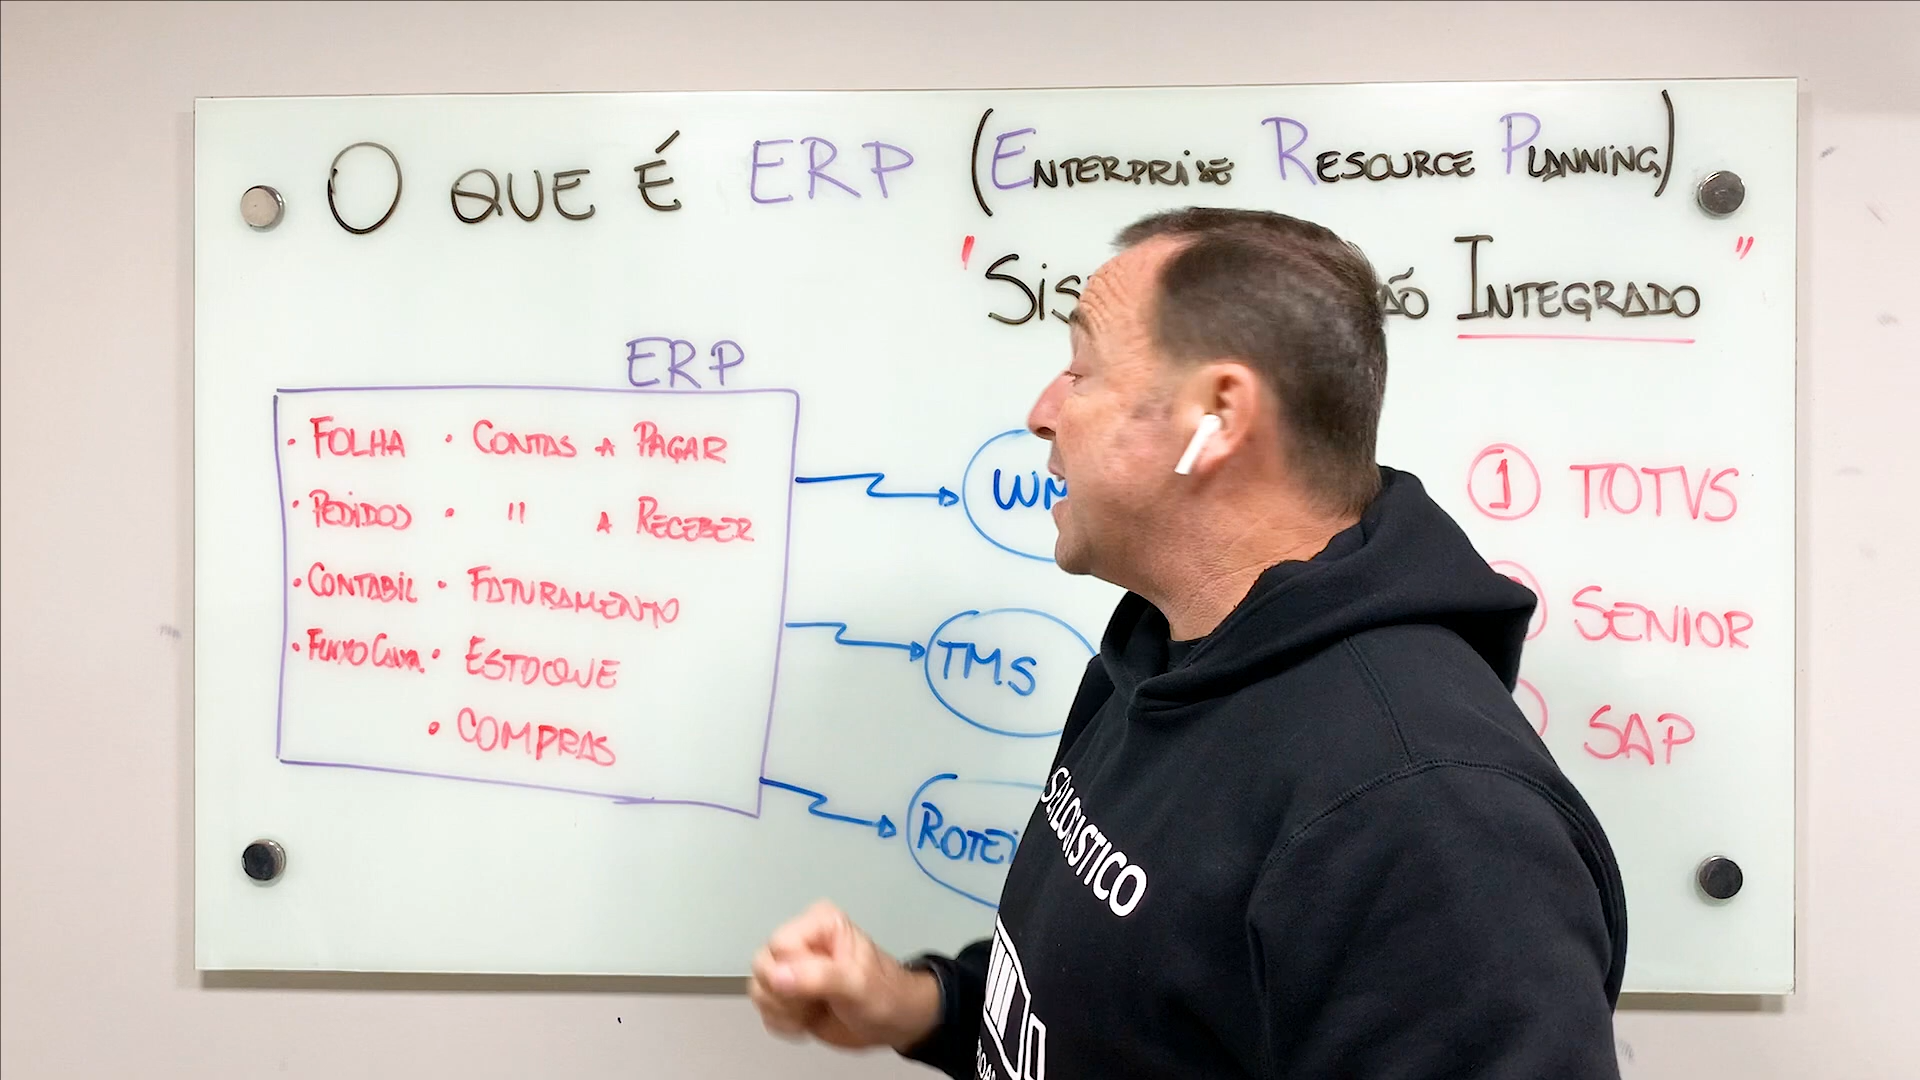 O QUE É ERP (ENTERPRISE RESOURCE PLANNING)
" INTEGRADO "
ERP
• FOLHA • CONTAS A PAGAR
• PEDIDOS • " A RECEBER
• CONTÁBIL • FATURAMENTO
• FLUXO CAIXA • ESTOQUE
• COMPRAS
TMS
1 TOTVS
SENIOR
SAP